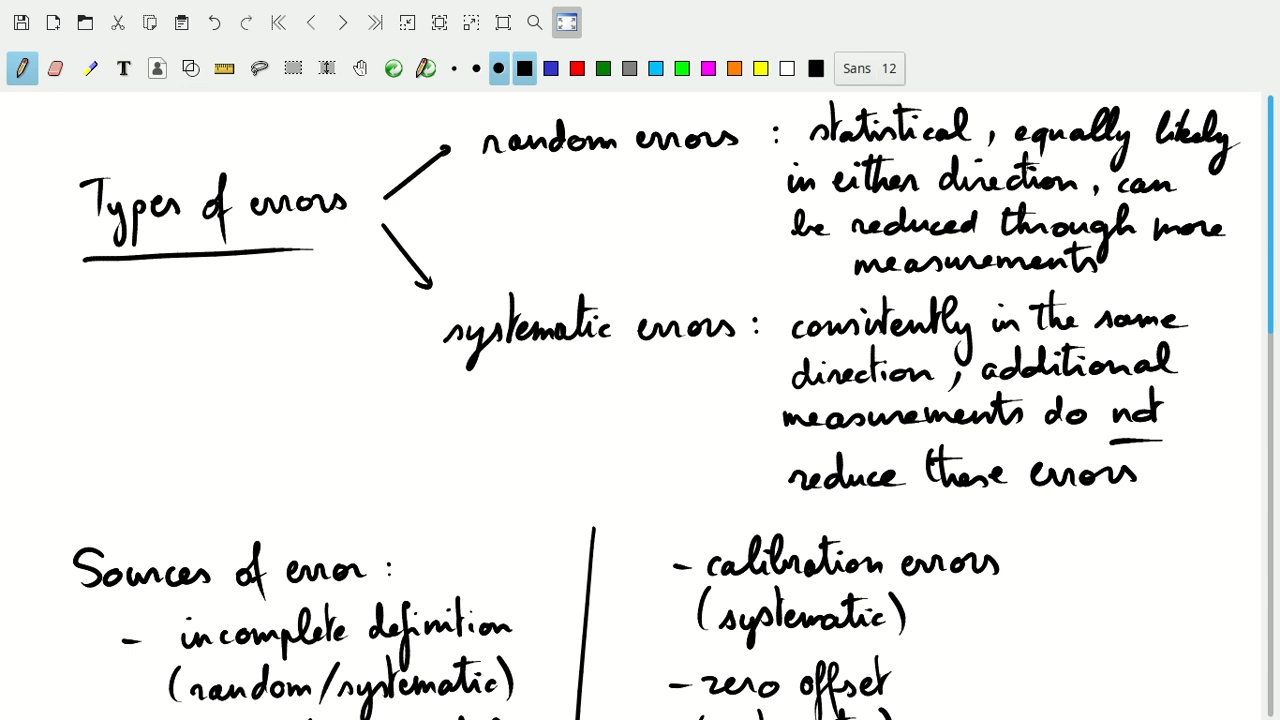 T
Sans 12
random errors : statistical, equally likely
in either direction, can
be reduced through more
measurements
Types of errors
systematic errors : consistently in the same
direction, additional
measurements do not
reduce these errors
Sources of error :
- incomplete definition
(random/systematic)
- calibration errors
(systematic)
- zero offset